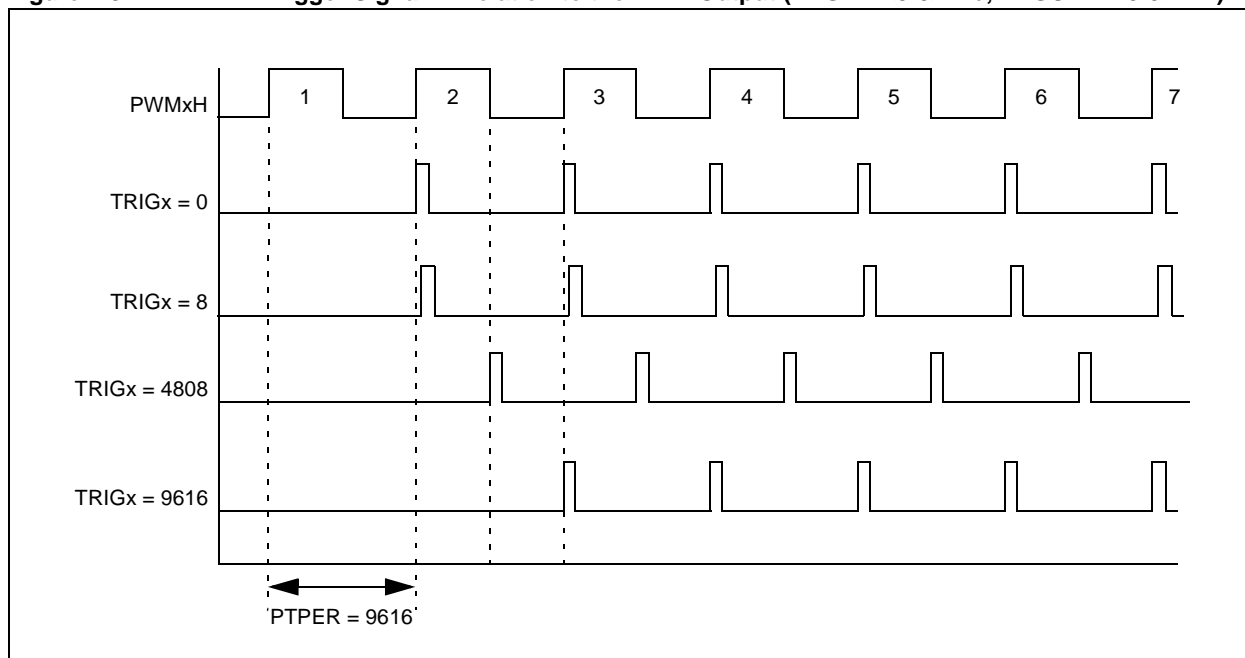 PWMxH
1 2 3 4 5 6 7
TRIGx = 0
TRIGx = 8
TRIGx = 4808
TRIGx = 9616
PTPER = 9616